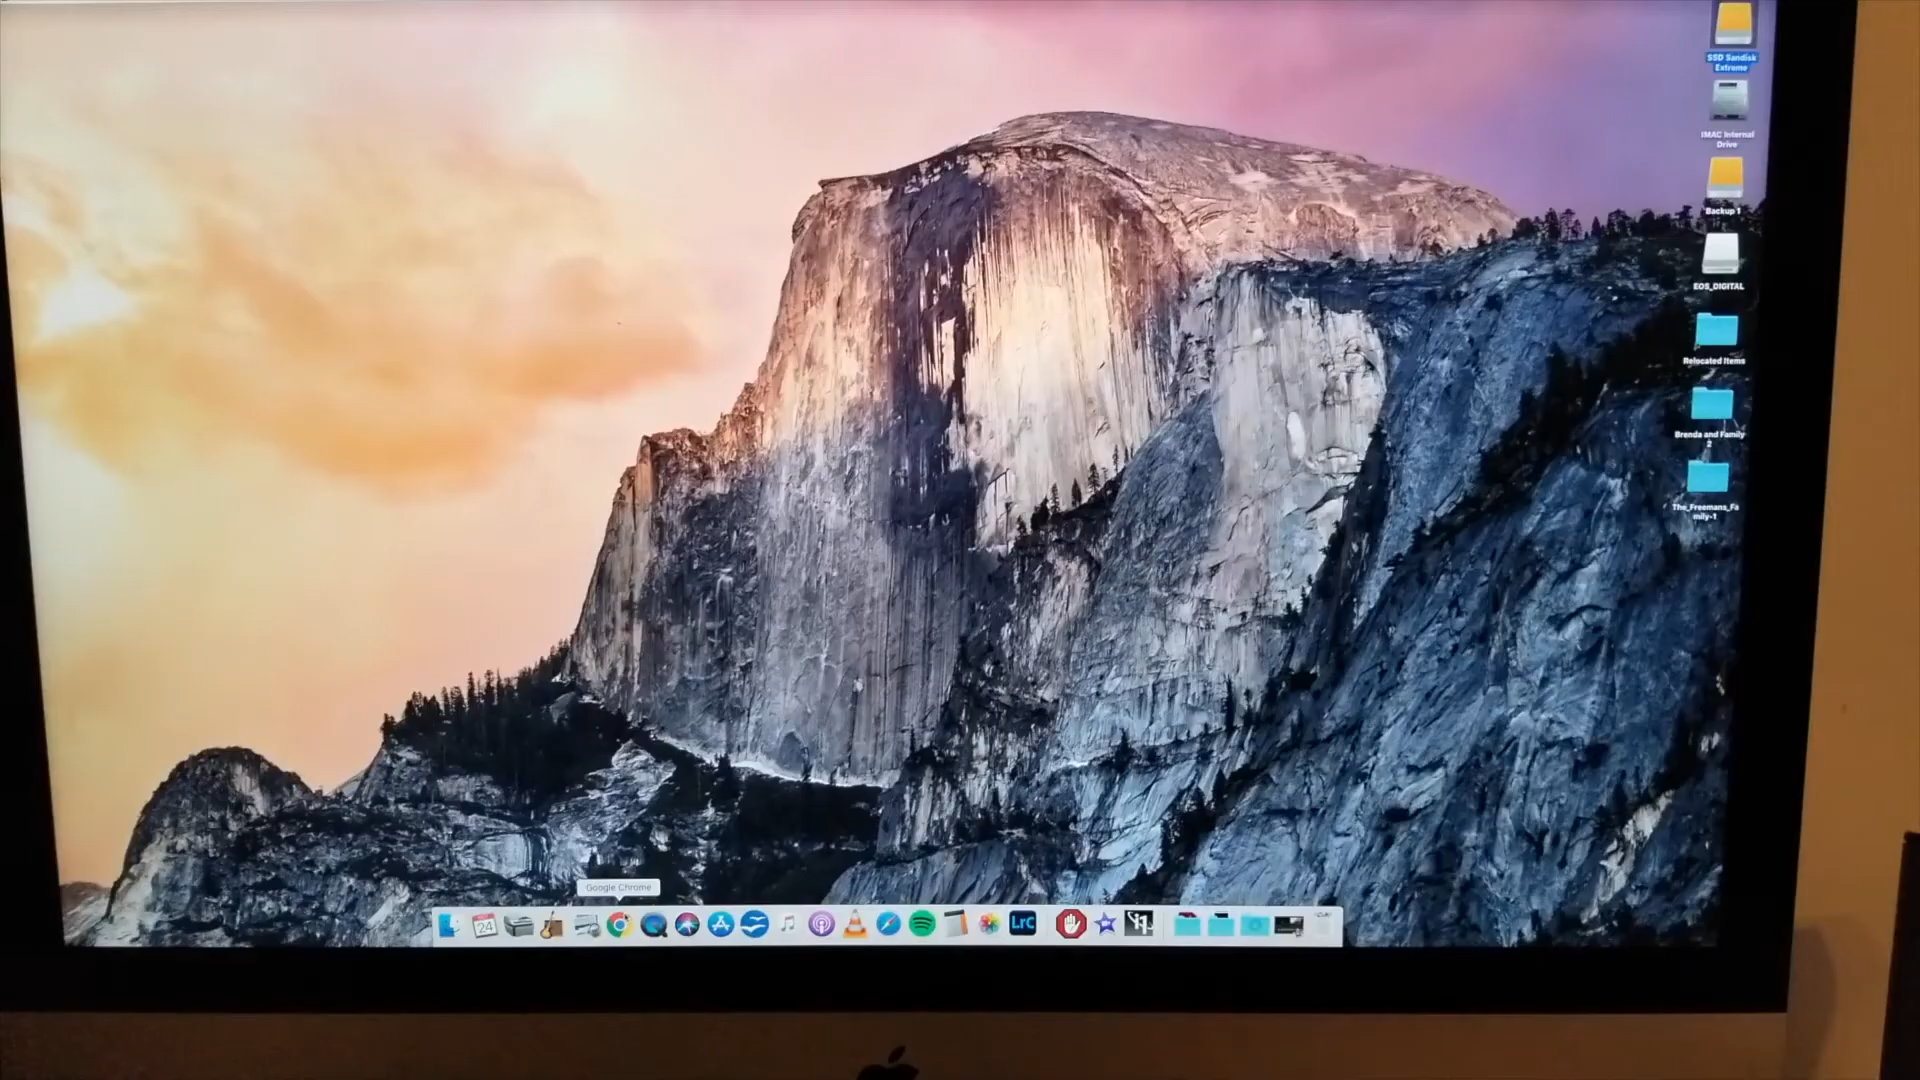 SSD Sandisk
Extreme
IMAC Internal
Drive
Backup 1
EOS_DIGITAL
Relocated Items
Brenda and Family
2
The_Freemans_Fa
mily-1
Google Chrome
24
LrC